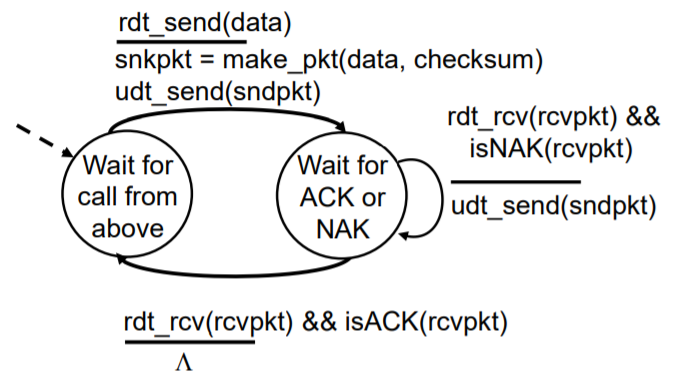 rdt_send(data)
snkpkt = make_pkt(data, checksum)
udt_send(sndpkt)
rdt_rcv(rcvpkt) &&
isNAK(rcvpkt)
udt_send(sndpkt)
Wait for
call from
above
Wait for
ACK or
NAK
rdt_rcv(rcvpkt) && isACK(rcvpkt)
Λ